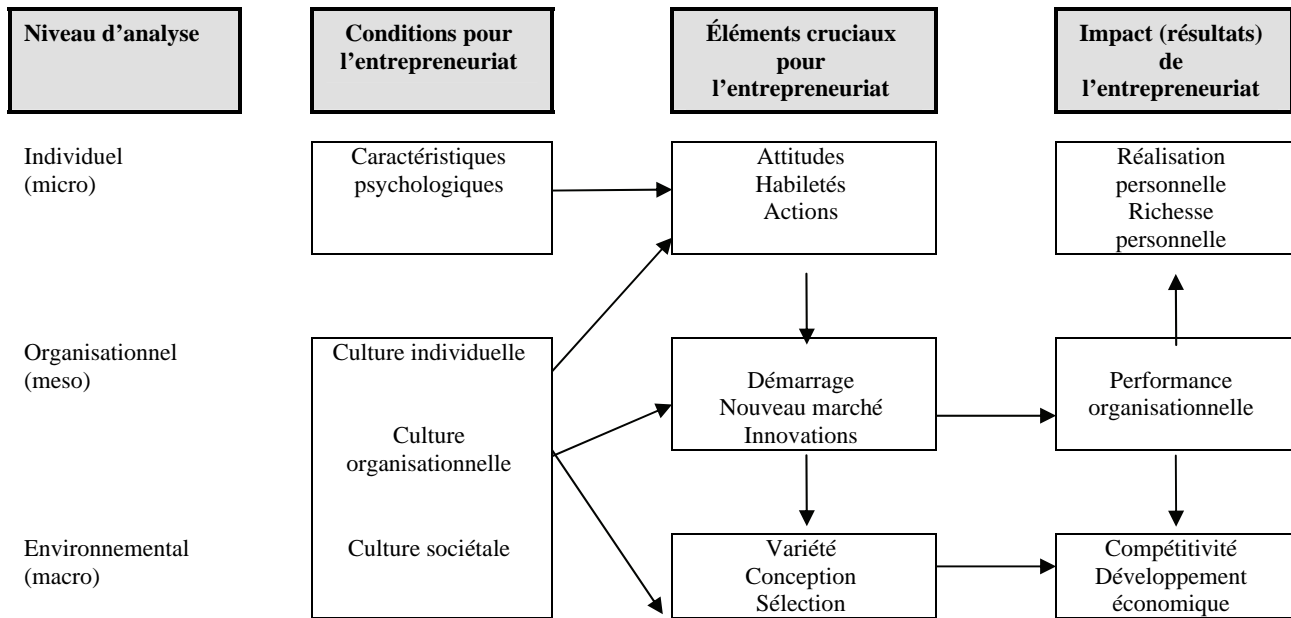 Niveau d'analyse
Conditions pour
l'entrepreneuriat
Éléments cruciaux
pour
l'entrepreneuriat
Impact (résultats)
de
l'entrepreneuriat
Individuel
(micro)
Caractéristiques
psychologiques
Attitudes
Habiletés
Actions
Réalisation
personnelle
Richesse
personnelle
Organisationnel
(meso)
Culture individuelle
Culture
organisationnelle
Culture sociétale
Démarrage
Nouveau marché
Innovations
Performance
organisationnelle
Environnemental
(macro)
Variété
Conception
Sélection
Compétitivité
Développement
économique